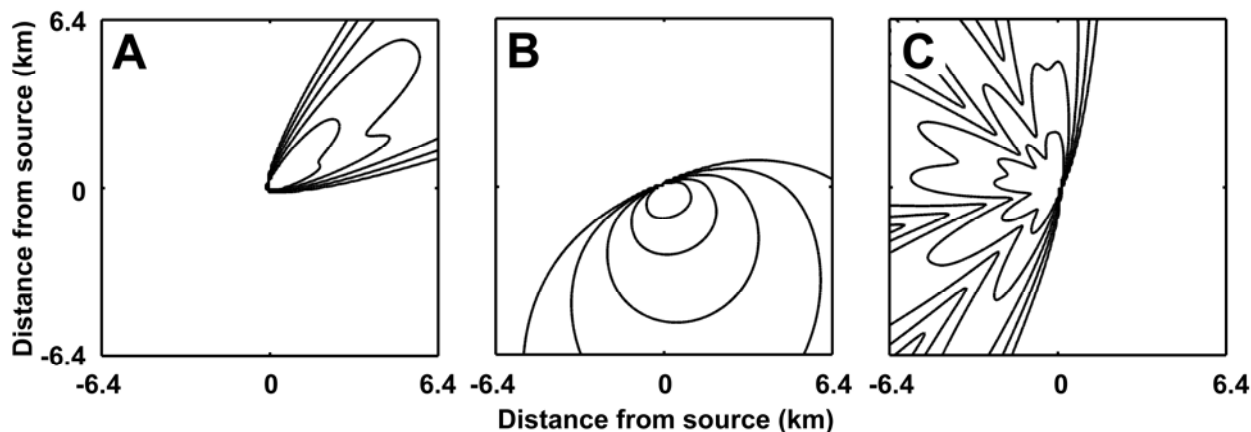 6.4
A
B
C
Distance from source (km)
0
-6.4
-6.4 0 6.4 -6.4 0 6.4 -6.4 0 6.4
Distance from source (km)